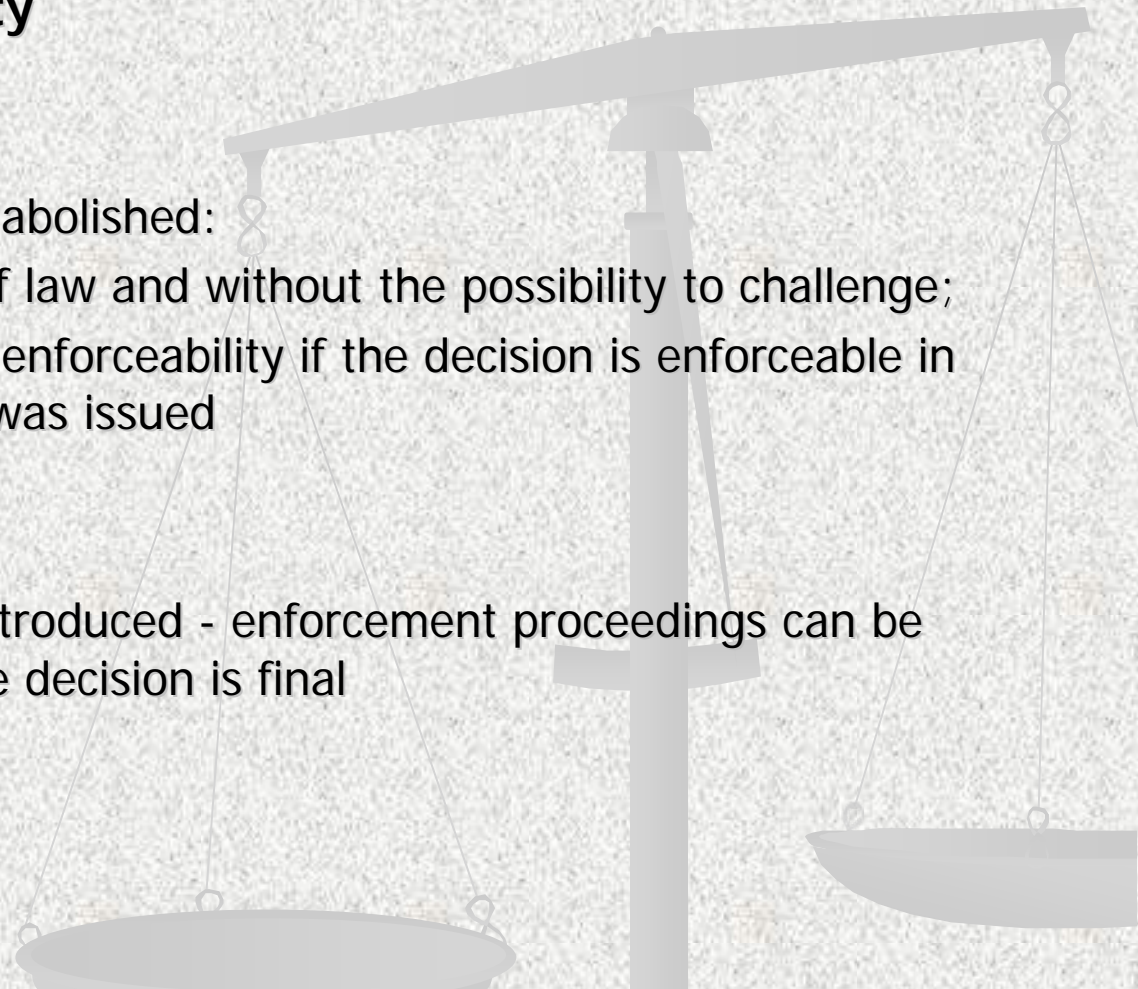 ty
abolished:
f law and without the possibility to challenge;
enforceability if the decision is enforceable in
was issued
troduced - enforcement proceedings can be
e decision is final